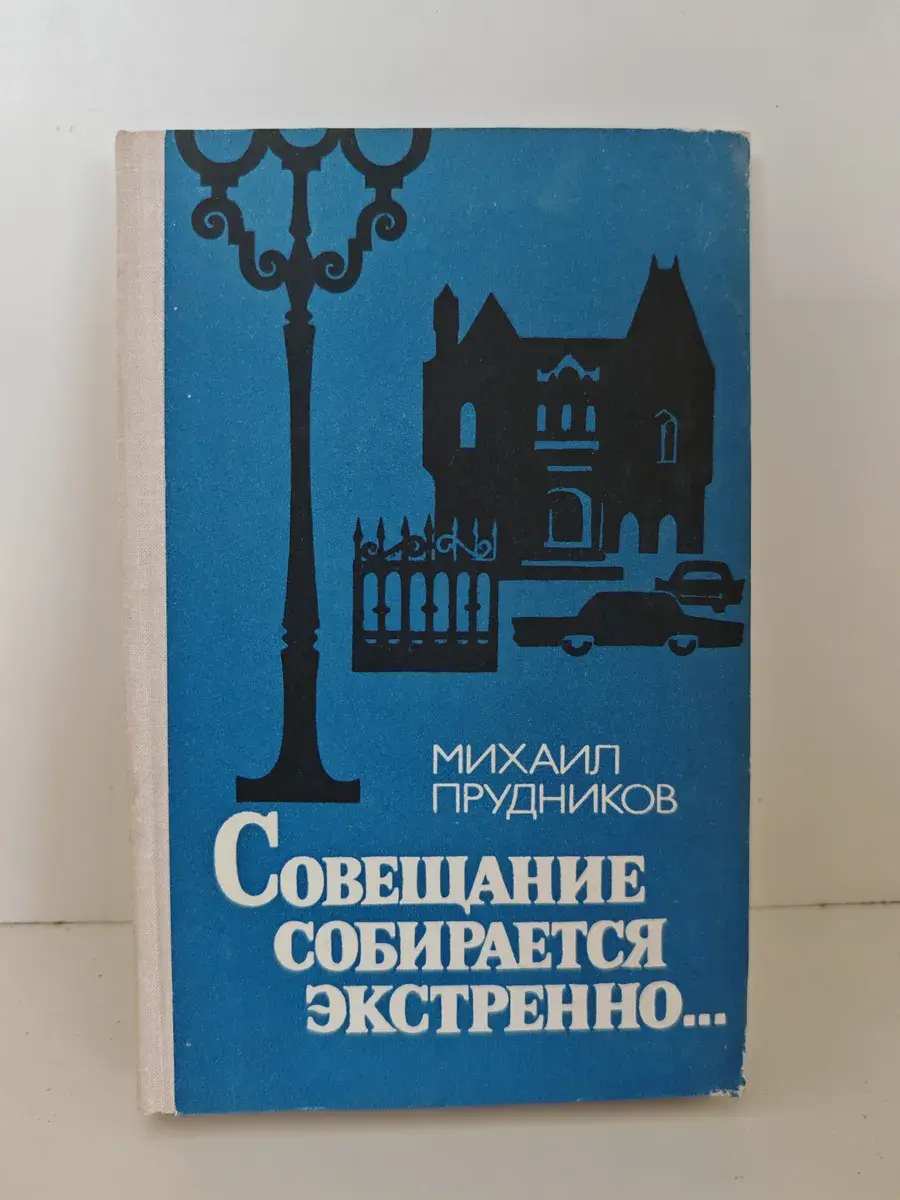 МИХАИЛ
ПРУДНИКОВ
СОВЕЩАНИЕ
СОБИРАЕТСЯ
ЭКСТРЕННО...